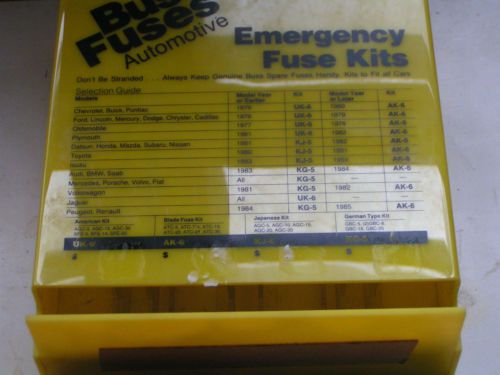 Buss
Fuses
Automotive
Emergency
Fuse Kits
Don't Be Stranded ... Always Keep Genuine Buss Spare Fuses Handy. Kits to Fit all Cars
Selection Guide
Models
Model Year or Earlier
Kit
Model Year or Later
Kit
Chevrolet, Buick, Pontiac 1979 UK-6 1980 AK-6
Ford, Lincoln, Mercury, Dodge, Chrysler, Cadillac 1978 UK-6 1979 AK-6
Oldsmobile 1977 UK-6 1978 AK-6
Plymouth 1981 UK-6 1982 AK-6
Datsun, Honda, Mazda, Subaru, Nissan 1981 KJ-5 1982 AK-6
Toyota 1980 KJ-5 1981 AK-6
Isuzu 1983 KJ-5 1984 AK-6
Audi, BMW, Saab 1983 KG-5 1984 AK-6
Mercedes, Porsche, Volvo, Fiat All KG-5 —
Volkswagon 1981 KG-5 1982 AK-6
Jaguar All UK-6 —
Peugeot, Renault 1984 KG-5 1985 AK-6
American Kit
Blade Fuse Kit
Japanese Kit
German Type Kit
UK-6
AK-6
$
$
$